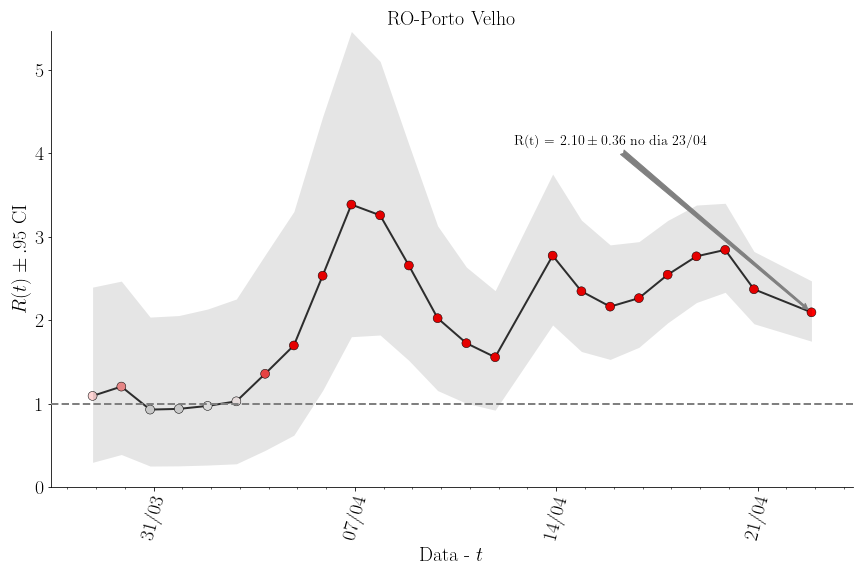 RO-Porto Velho
R(t) ± .95 CI
5
4
3
2
1
0
R(t) = 2.10 ± 0.36 no dia 23/04
31/03
07/04
14/04
21/04
Data - t